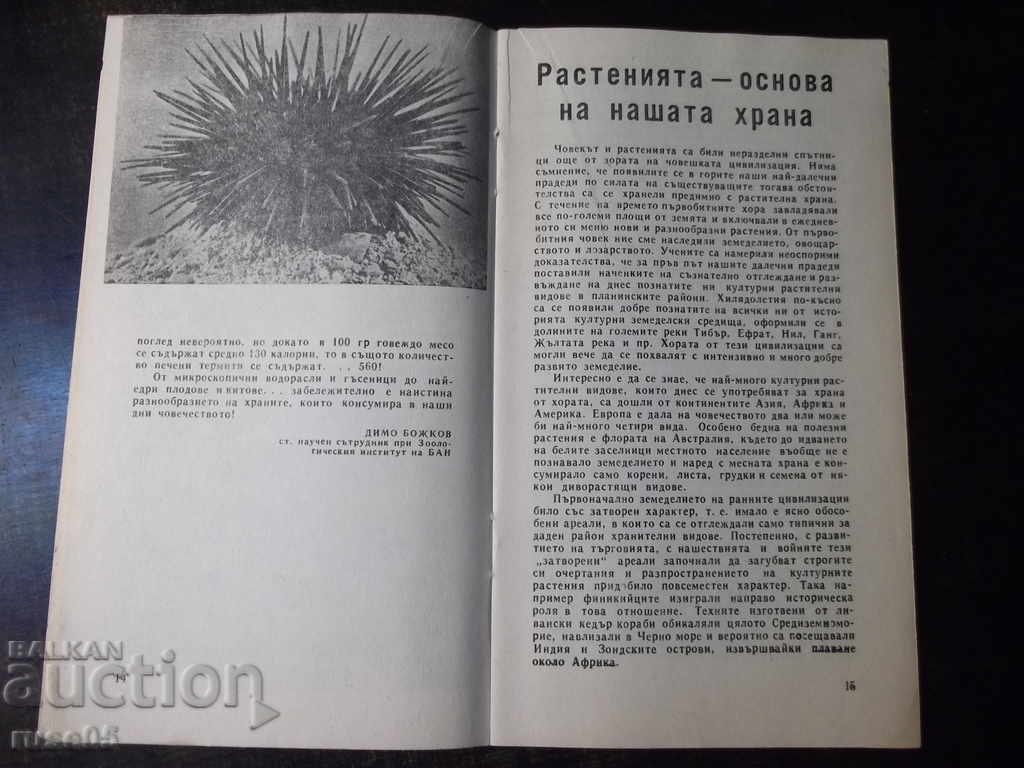 поглед невероятно, но докато в 100 гр говеждо месо
се съдържат средно 130 калории, то в същото количест-
во печени термити се съдържат. . . 560!
От микроскопични водорасли и гъсеници до най-
едри плодове и китове. . . забележително е наистина
разнообразието на храните, които консумира в наши
дни човечеството!
ДИМО БОЖКОВ
ст. научен сътрудник при Зооло-
гическия институт на БАН
14
Растенията — основа
на нашата храна
Човекът и растенията са били неразделни спътни-
ци още от зората на човешката цивилизация. Няма
съмнение, че появилите се в горите наши най-далечни
прадеди по силата на съществуващите тогава обстоя-
телства са се хранели предимно с растителна храна.
С течение на времето първобитните хора завладявали
все по-големи площи от земята и включвали в ежеднев-
ното си меню нови и разнообразни растения. От първо-
битния човек ние сме наследили земеделието, овощар-
ството и лозарството. Учените са намерили неоспорими
доказателства, че за пръв път нашите далечни прадеди
поставили наченките на съзнателно отглеждане и раз-
въждане на днес познатите ни културни растителни
видове в планинските райони. Хилядолетия по-късно
са се появили добре познатите на всички ни от исто-
рията културни земеделски средища, оформили се в
долините на големите реки Тибър, Ефрат, Нил, Ганг,
Жълтата река и пр. Хората от тези цивилизации са
могли вече да се похвалят с интензивно и много добре
развито земеделие.
Интересно е да се знае, че най-много културни рас-
тителни видове, които днес се употребяват за храна
от хората, са дошли от континентите Азия, Африка и
Америка. Европа е дала на човечеството два или може
би най-много четири вида. Особено бедна на полезни
растения е флората на Австралия, където до идването
на белите заселници местното население въобще не е
познавало земеделието и наред с месната храна е кон-
сумирало само корени, листа, грудки и семена от ня-
кои диворастящи видове.
Първоначално земеделието на ранните цивилизации
било със затворен характер, т. е. имало е ясно обосо-
бени ареали, в които са се отглеждали само типични за
даден район хранителни видове. Постепенно, с разви-
тието на търговията, с нашествията и войните тези
„затворени“ ареали започнали да загубват строгите
си очертания и разпространението на културните
растения придобило повсеместен характер. Така на-
пример финикийците изиграли направо историческа
роля в това отношение. Техните изготвени от ли-
вански кедър кораби обикаляли цялото Средиземномо-
рие, навлизали в Черно море и вероятно са посещавали
Индия и Зондските острови, извършвайки плаване
около Африка.
15
BALKAN
auction
mse05